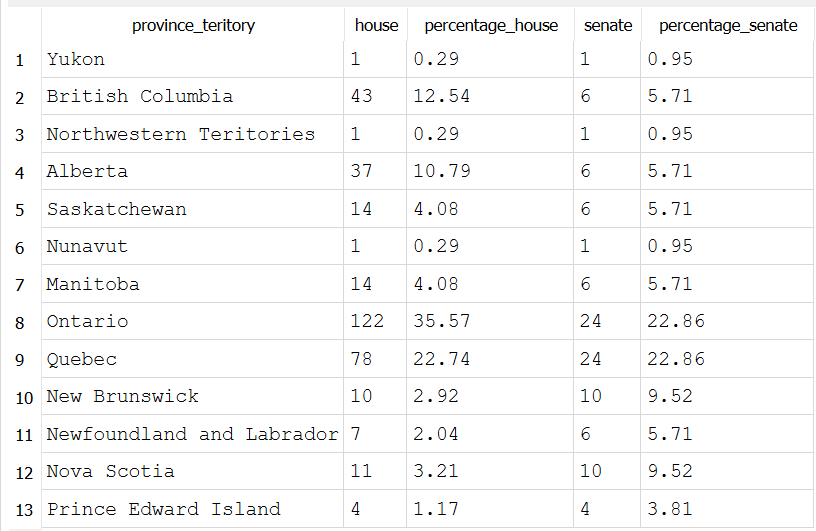 province_teritory house percentage_house senate percentage_senate
1 Yukon 1 0.29 1 0.95
2 British Columbia 43 12.54 6 5.71
3 Northwestern Teritories 1 0.29 1 0.95
4 Alberta 37 10.79 6 5.71
5 Saskatchewan 14 4.08 6 5.71
6 Nunavut 1 0.29 1 0.95
7 Manitoba 14 4.08 6 5.71
8 Ontario 122 35.57 24 22.86
9 Quebec 78 22.74 24 22.86
10 New Brunswick 10 2.92 10 9.52
11 Newfoundland and Labrador 7 2.04 6 5.71
12 Nova Scotia 11 3.21 10 9.52
13 Prince Edward Island 4 1.17 4 3.81